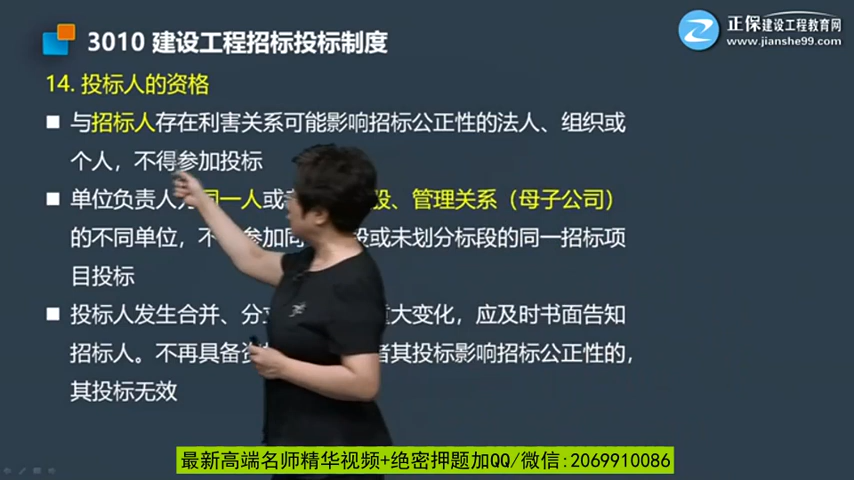 3010 建设工程招标投标制度
正保建设工程教育网
www.jianshe99.com
14. 投标人的资格
与招标人存在利害关系可能影响招标公正性的法人、组织或
个人，不得参加投标
单位负责人为同一人或 股、管理关系（母子公司）
的不同单位，不 参加同 段或未划分标段的同一招标项
目投标
投标人发生合并、分 重大变化，应及时书面告知
招标人。不再具备资 者其投标影响招标公正性的，
其投标无效
最新高端名师精华视频+绝密押题加QQ/微信:2069910086